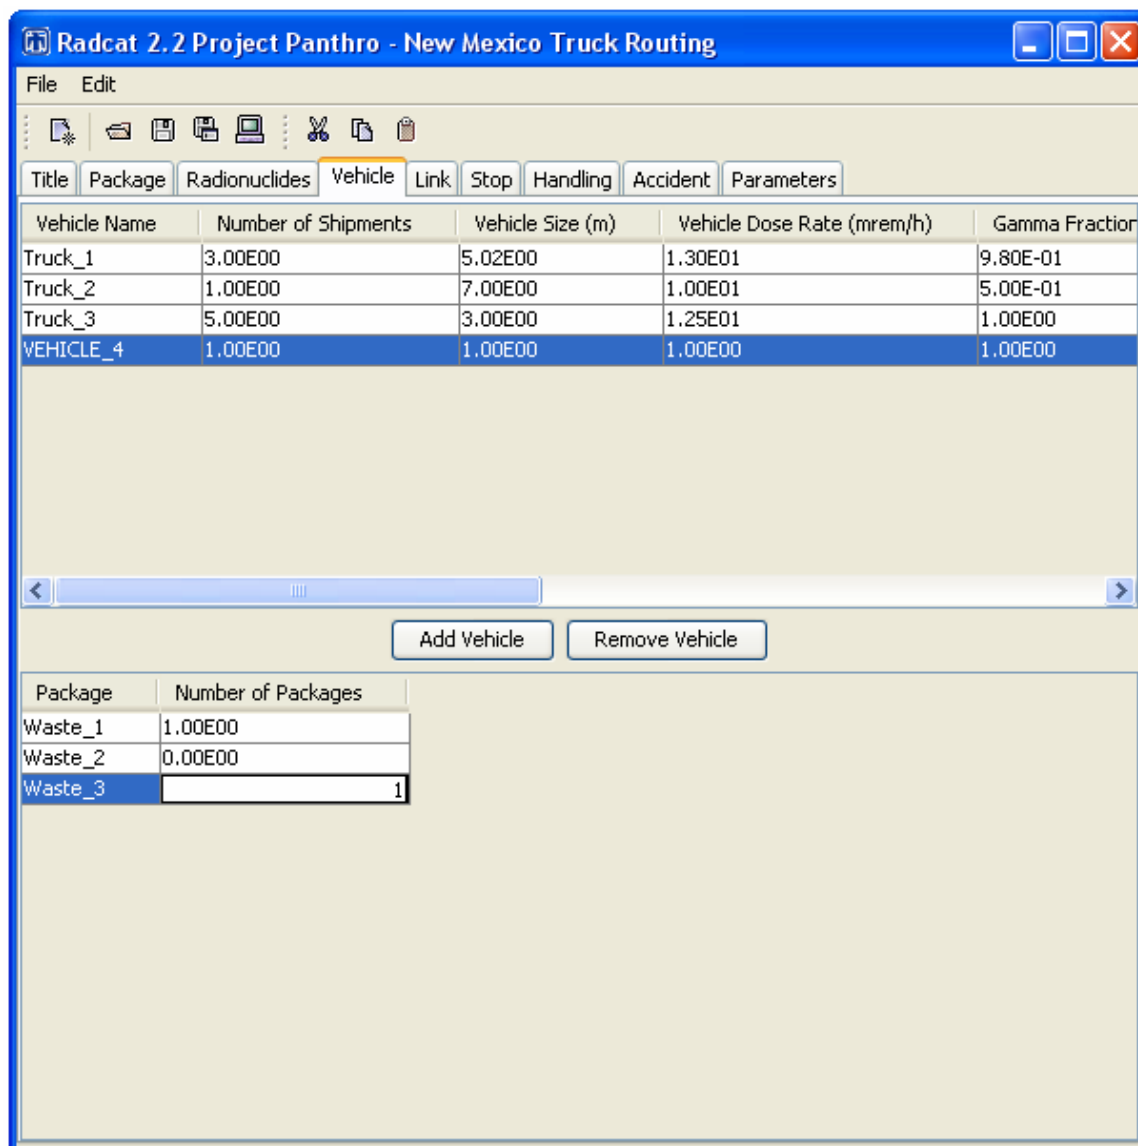 Radcat 2.2 Project Panthro - New Mexico Truck Routing
File Edit
Title Package Radionuclides Vehicle Link Stop Handling Accident Parameters
Vehicle Name Number of Shipments Vehicle Size (m) Vehicle Dose Rate (mrem/h) Gamma Fraction
Truck_1 3.00E00 5.02E00 1.30E01 9.80E-01
Truck_2 1.00E00 7.00E00 1.00E01 5.00E-01
Truck_3 5.00E00 3.00E00 1.25E01 1.00E00
VEHICLE_4 1.00E00 1.00E00 1.00E00 1.00E00
Add Vehicle Remove Vehicle
Package Number of Packages
Waste_1 1.00E00
Waste_2 0.00E00
Waste_3 1